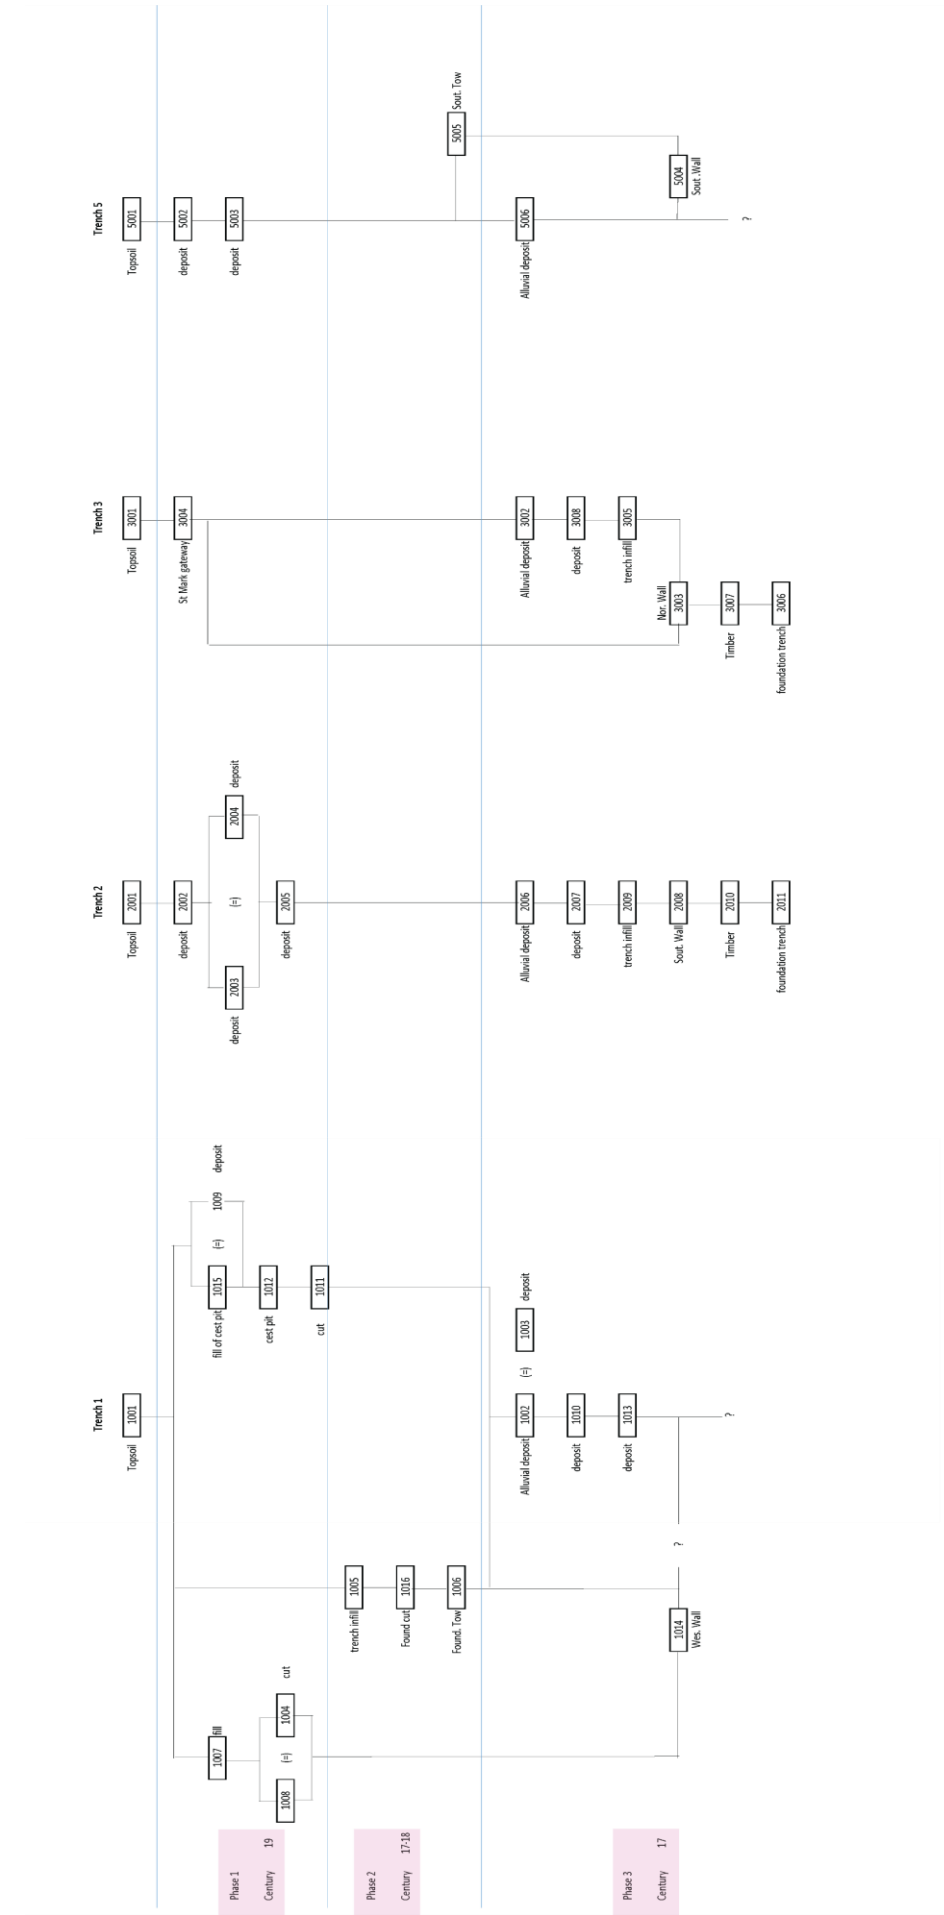 Trench 1
Trench 2
Trench 3
Trench 5
1001
Topsoil
2001
Topsoil
3001
Topsoil
5001
Topsoil
Phase 1
Century 19
1007
fill
1008
(=)
1004
cut
1015
fill of cest pit
(=)
1009
deposit
1012
cest pit
1011
cut
2002
deposit
2003
deposit
(=)
2004
deposit
2005
deposit
3004
St Mark gateway
5002
deposit
5003
deposit
Phase 2
Century 17-18
1005
trench infill
1016
Found cut
1006
Found. Tow
5005
Sout. Tow
Phase 3
Century 17
1002
Alluvial deposit
(=)
1003
deposit
1010
deposit
1013
deposit
1014
Wes. Wall
?
?
2006
Alluvial deposit
2007
deposit
2009
trench infill
2008
Sout. Wall
2010
Timber
2011
foundation trench
3002
Alluvial deposit
3008
deposit
3005
trench infill
3003
Nor. Wall
3007
Timber
3006
foundation trench
5006
Alluvial deposit
5004
Sout .Wall
?